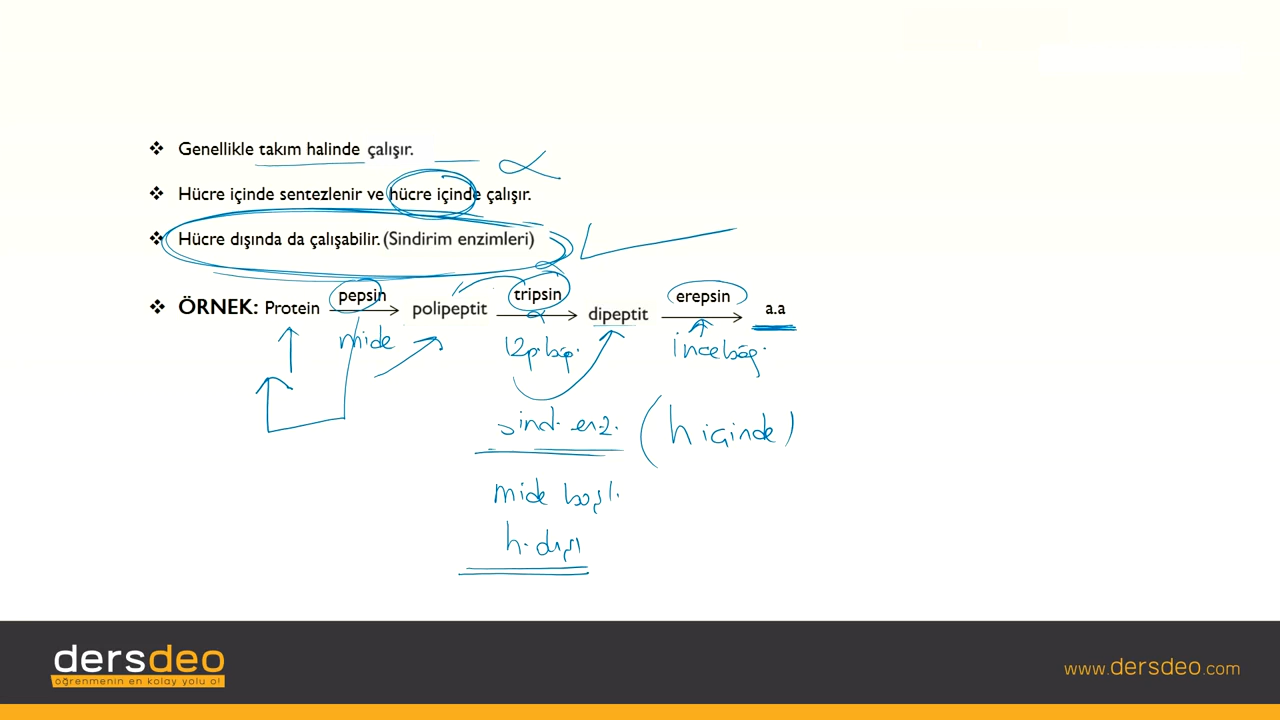 ❖ Genellikle takım halinde çalışır.
❖ Hücre içinde sentezlenir ve hücre içinde çalışır.
❖ Hücre dışında da çalışabilir. (Sindirim enzimleri)
❖ ÖRNEK: Protein pepsin polipeptit tripsin dipeptit erepsin a.a
mide 12p.bağ. incebağ.
sind. enz. (h içinde)
mide boşl.
h. dışı
dersdeo
öğrenmenin en kolay yolu o!
www.dersdeo.com